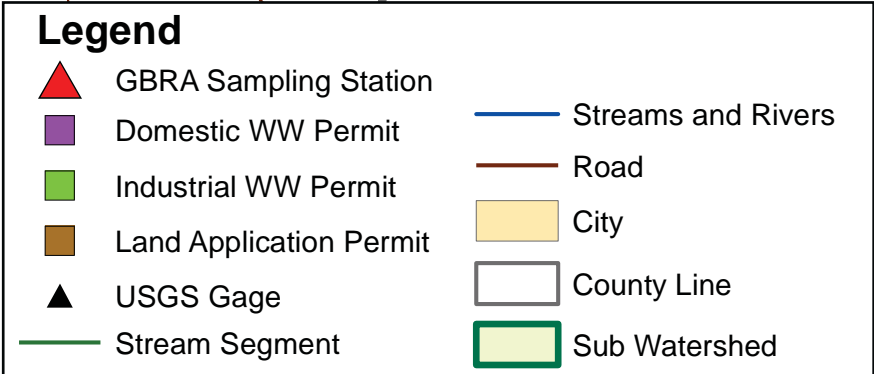 Legend
GBRA Sampling Station
Domestic WW Permit
Industrial WW Permit
Land Application Permit
USGS Gage
Stream Segment
Streams and Rivers
Road
City
County Line
Sub Watershed